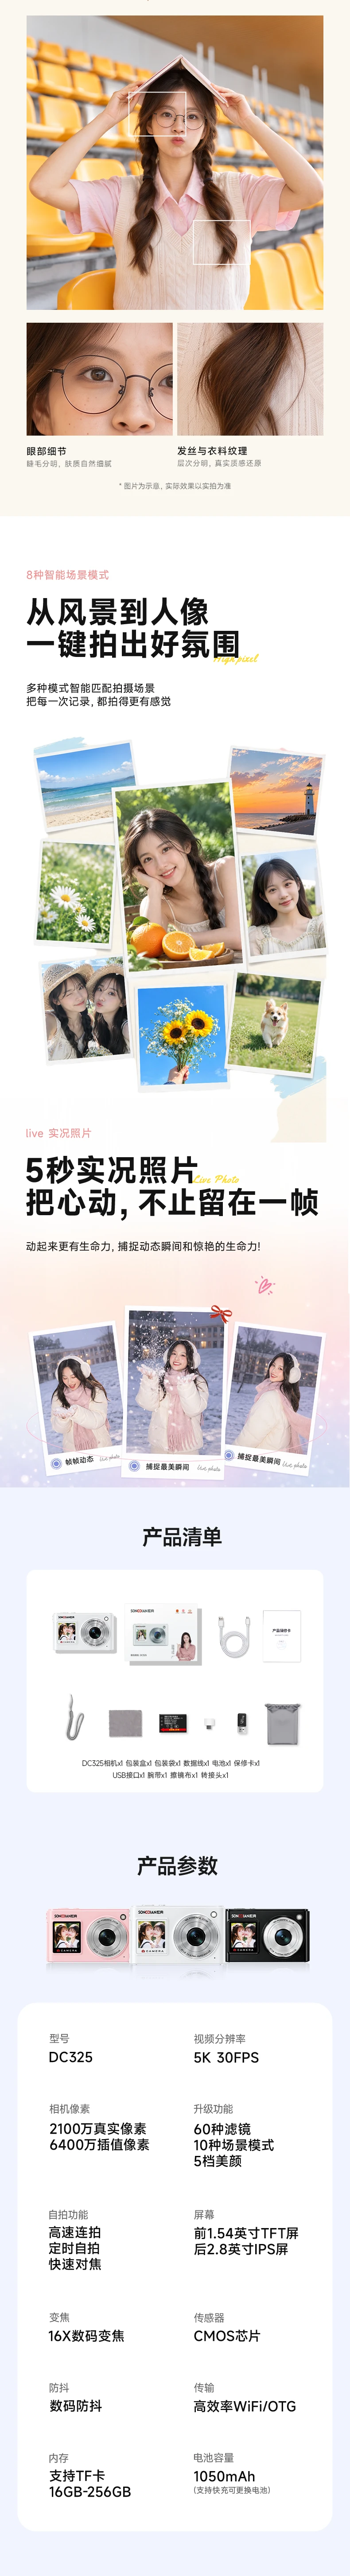 眼部细节
睫毛分明，肤质自然细腻
发丝与衣料纹理
层次分明，真实质感还原
* 图片为示意，实际效果以实拍为准
8种智能场景模式
从风景到人像
一键拍出好氛围
High pixel
多种模式智能匹配拍摄场景
把每一次记录，都拍得更有感觉
live 实况照片
5秒实况照片
Live Photo
把心动，不止留在一帧
动起来更有生命力，捕捉动态瞬间和惊艳的生命力!
帧帧动态
Live photo
捕捉最美瞬间
Live photo
捕捉最美瞬间
Live photo
产品清单
SONGDIANKEJI
SONGDIANKEJI
产品保修卡
DC325相机x1 包装盒x1 包装袋x1 数据线x1 电池x1 保修卡x1
USB接口x1 腕带x1 擦镜布x1 转接头x1
产品参数
型号
DC325
视频分辨率
5K 30FPS
相机像素
2100万真实像素
6400万插值像素
升级功能
60种滤镜
10种场景模式
5档美颜
自拍功能
高速连拍
定时自拍
快速对焦
屏幕
前1.54英寸TFT屏
后2.8英寸IPS屏
变焦
16X数码变焦
传感器
CMOS芯片
防抖
数码防抖
传输
高效率WiFi/OTG
内存
支持TF卡
16GB-256GB
电池容量
1050mAh
(支持快充可更换电池)